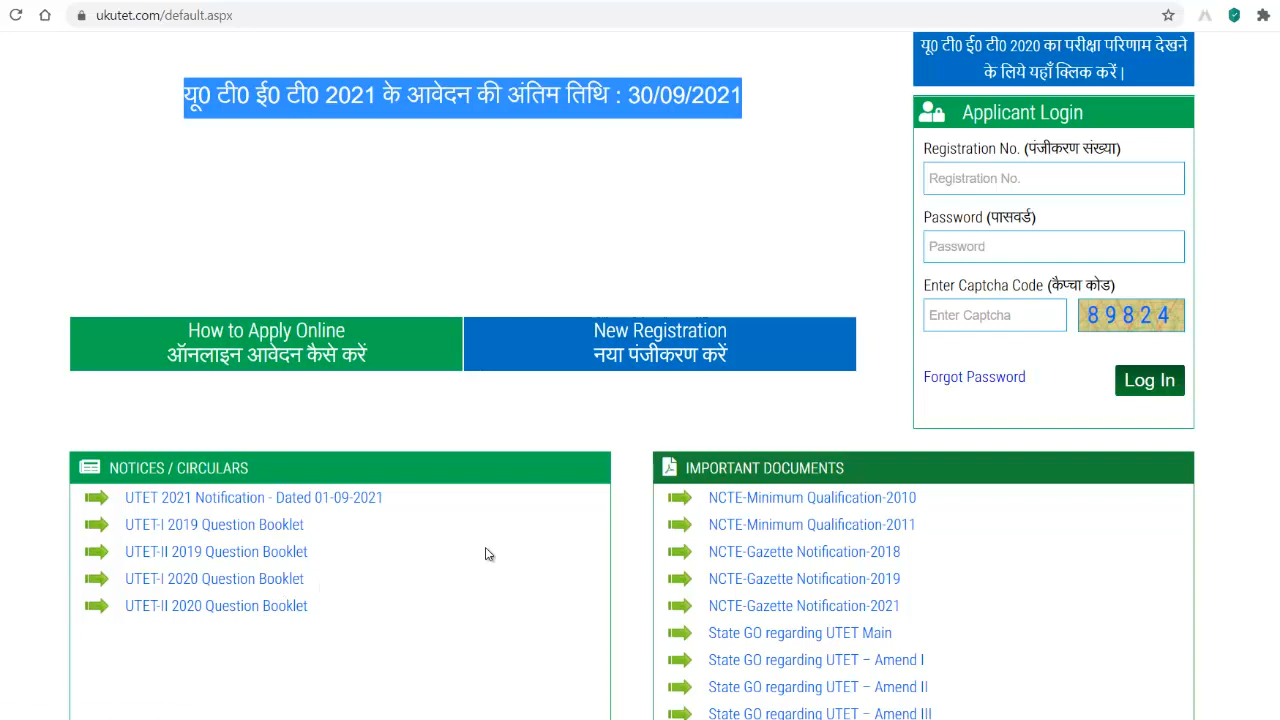 ukutet.com/default.aspx
यू0 टी0 ई0 टी0 2020 का परीक्षा परिणाम देखने
के लिये यहाँ क्लिक करें |
यू0 टी0 ई0 टी0 2021 के आवेदन की अंतिम तिथि : 30/09/2021
Applicant Login
Registration No. (पंजीकरण संख्या)
Registration No.
Password (पासवर्ड)
Password
Enter Captcha Code (कैप्चा कोड)
Enter Captcha
89824
Forgot Password
Log In
How to Apply Online
ऑनलाइन आवेदन कैसे करें
New Registration
नया पंजीकरण करें
NOTICES / CIRCULARS
UTET 2021 Notification - Dated 01-09-2021
UTET-I 2019 Question Booklet
UTET-II 2019 Question Booklet
UTET-I 2020 Question Booklet
UTET-II 2020 Question Booklet
IMPORTANT DOCUMENTS
NCTE-Minimum Qualification-2010
NCTE-Minimum Qualification-2011
NCTE-Gazette Notification-2018
NCTE-Gazette Notification-2019
NCTE-Gazette Notification-2021
State GO regarding UTET Main
State GO regarding UTET – Amend I
State GO regarding UTET – Amend II
State GO regarding UTET – Amend III